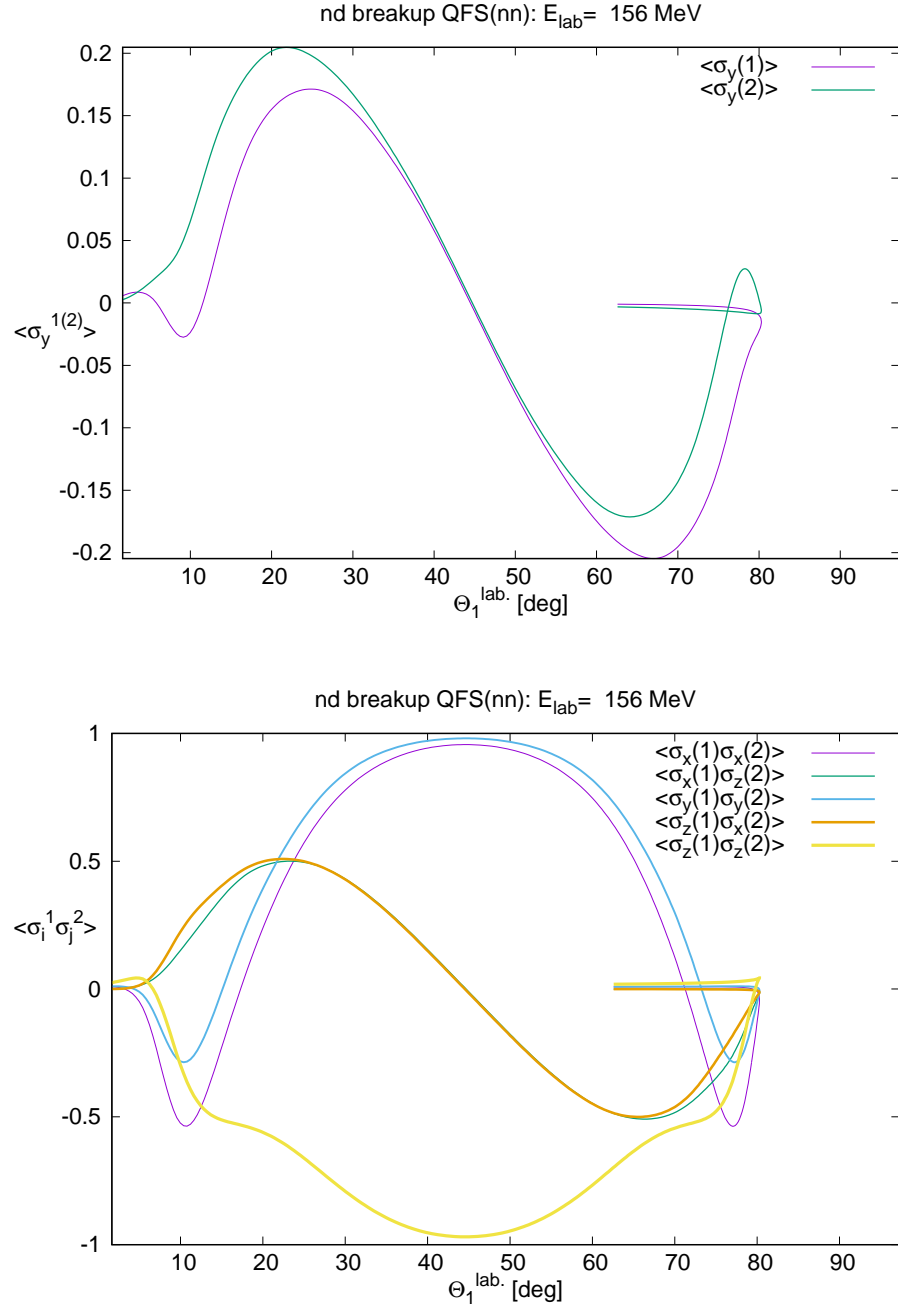 nd breakup QFS(nn): E_lab= 156 MeV
<σ_y(1)>
<σ_y(2)>
0.2
0.15
0.1
0.05
0
-0.05
-0.1
-0.15
-0.2
<σ_y^1(2)>
10 20 30 40 50 60 70 80 90
Θ_1^lab. [deg]
nd breakup QFS(nn): E_lab= 156 MeV
<σ_x(1)σ_x(2)>
<σ_x(1)σ_z(2)>
<σ_y(1)σ_y(2)>
<σ_z(1)σ_x(2)>
<σ_z(1)σ_z(2)>
1
0.5
0
-0.5
-1
<σ_i^1σ_j^2>
10 20 30 40 50 60 70 80 90
Θ_1^lab. [deg]